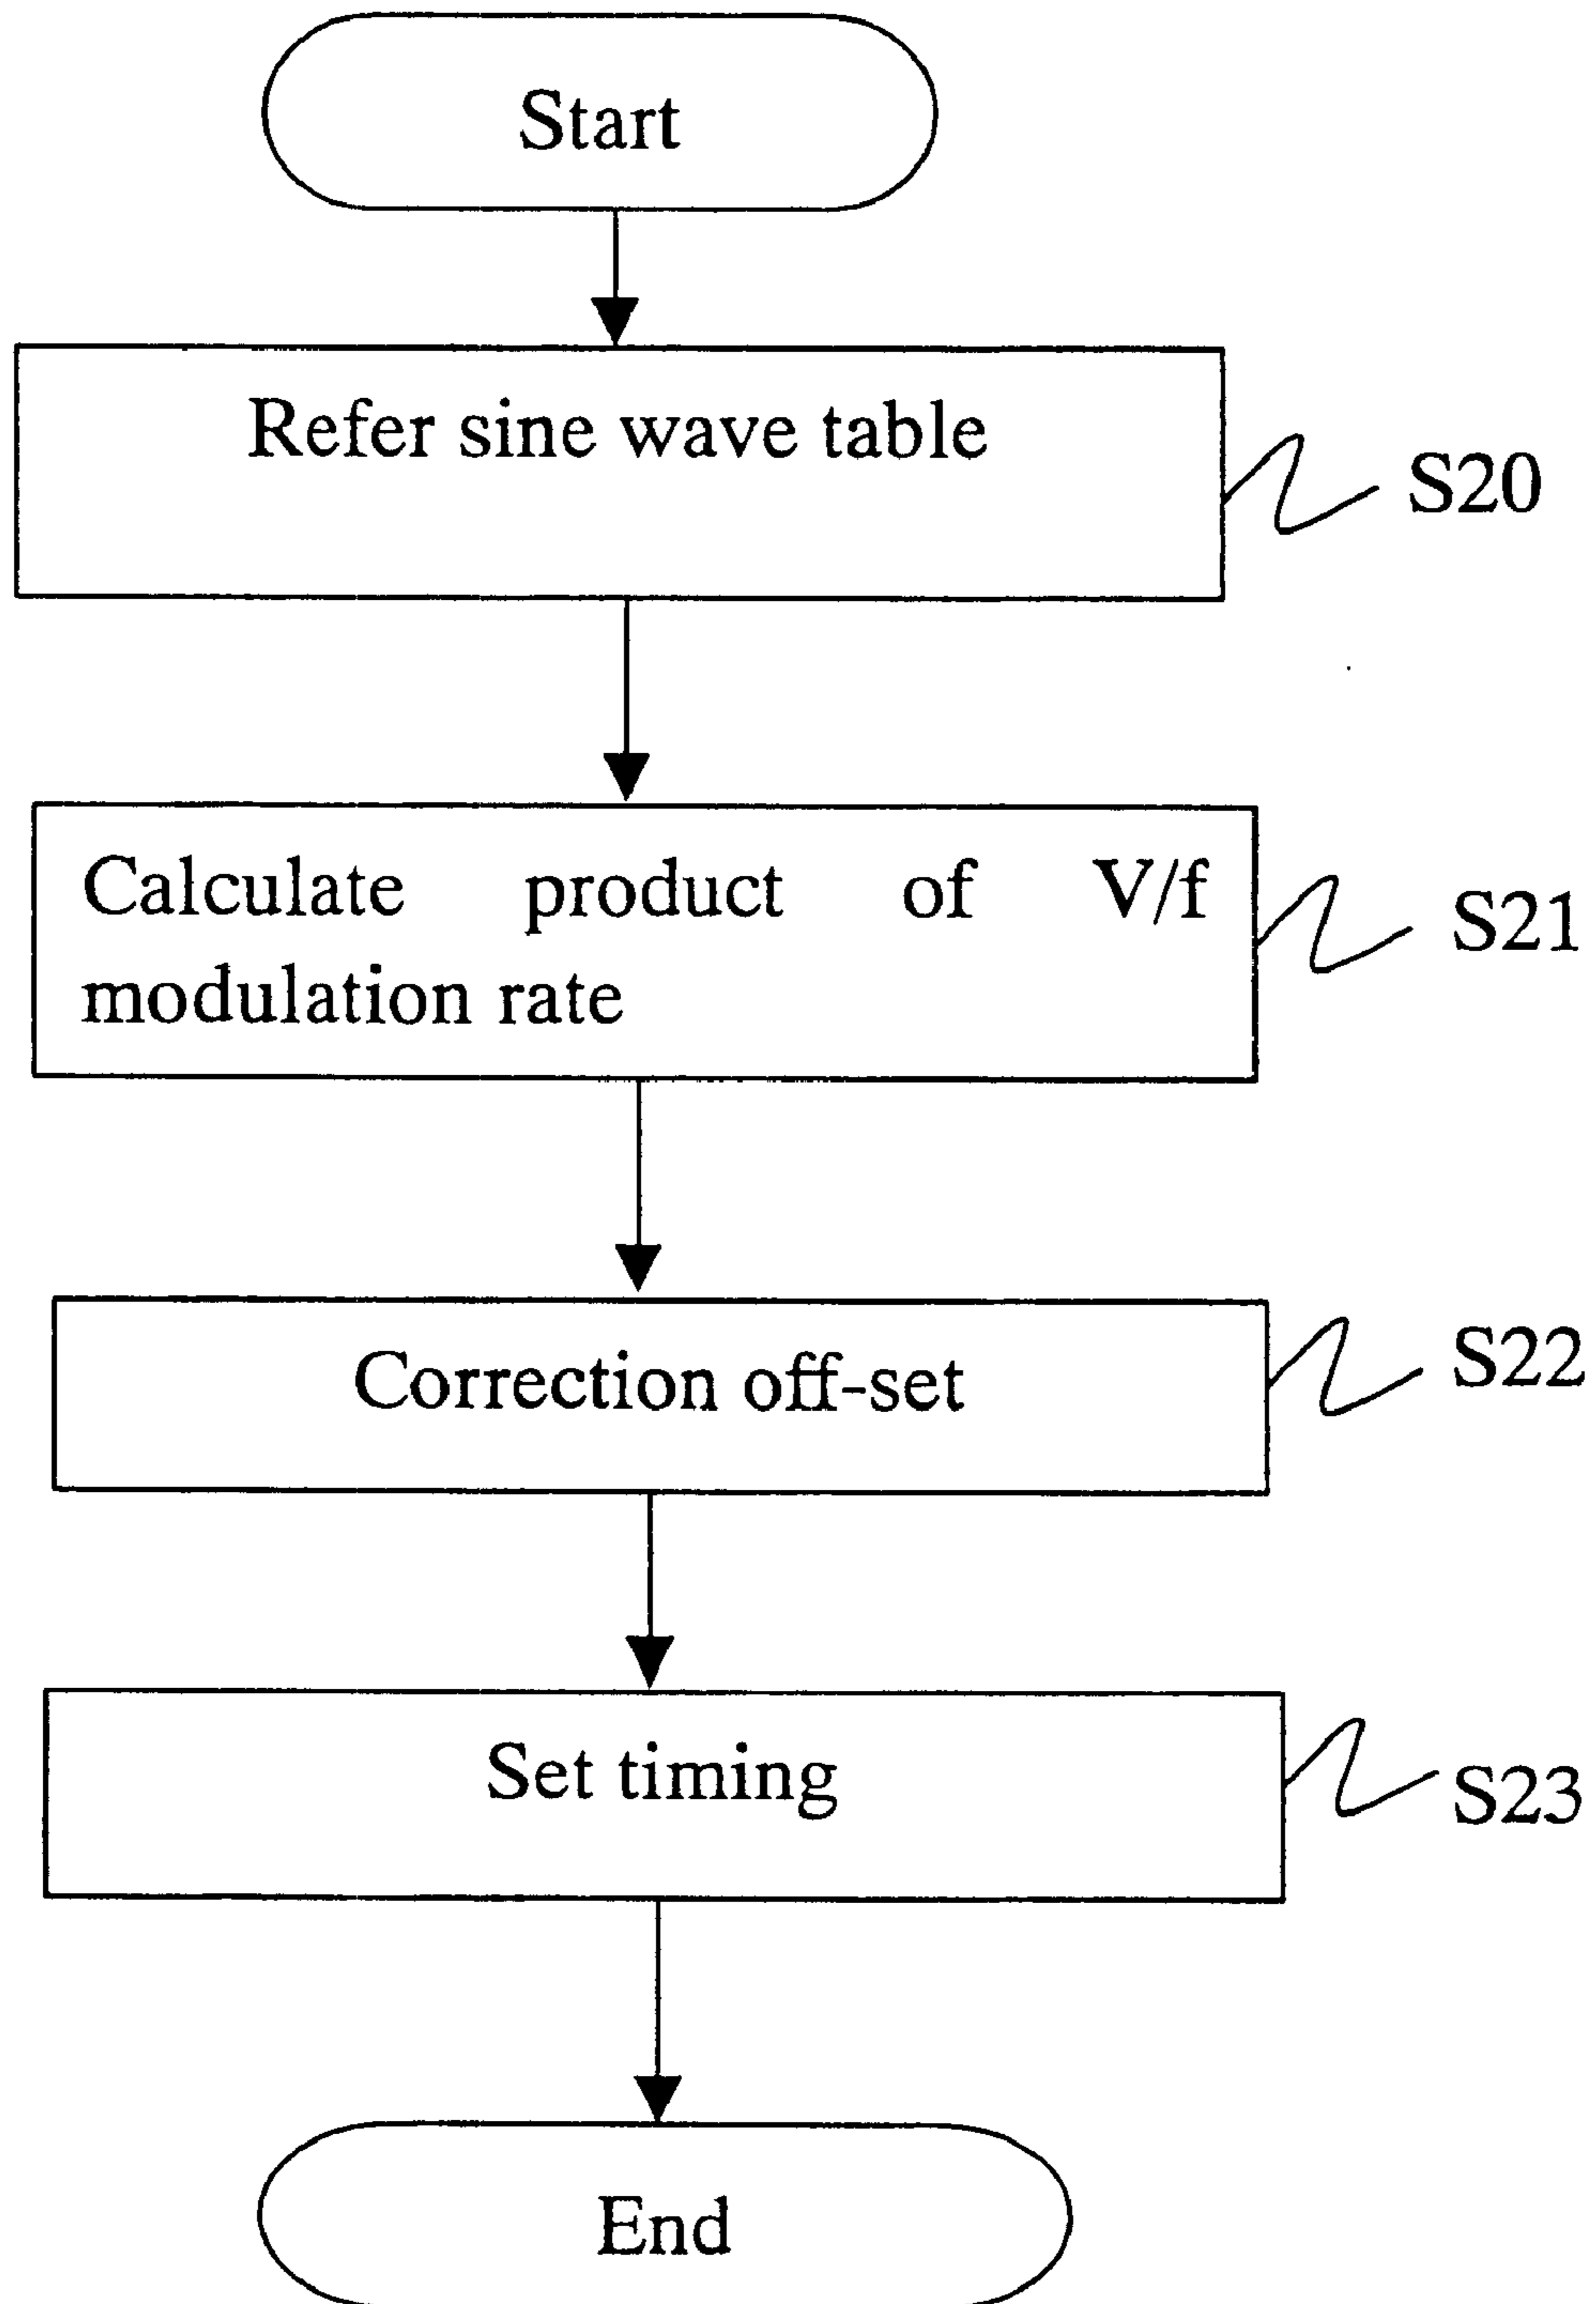 Start
Refer sine wave table
S20
Calculate product of V/f
modulation rate
S21
Correction off-set
S22
Set timing
S23
End